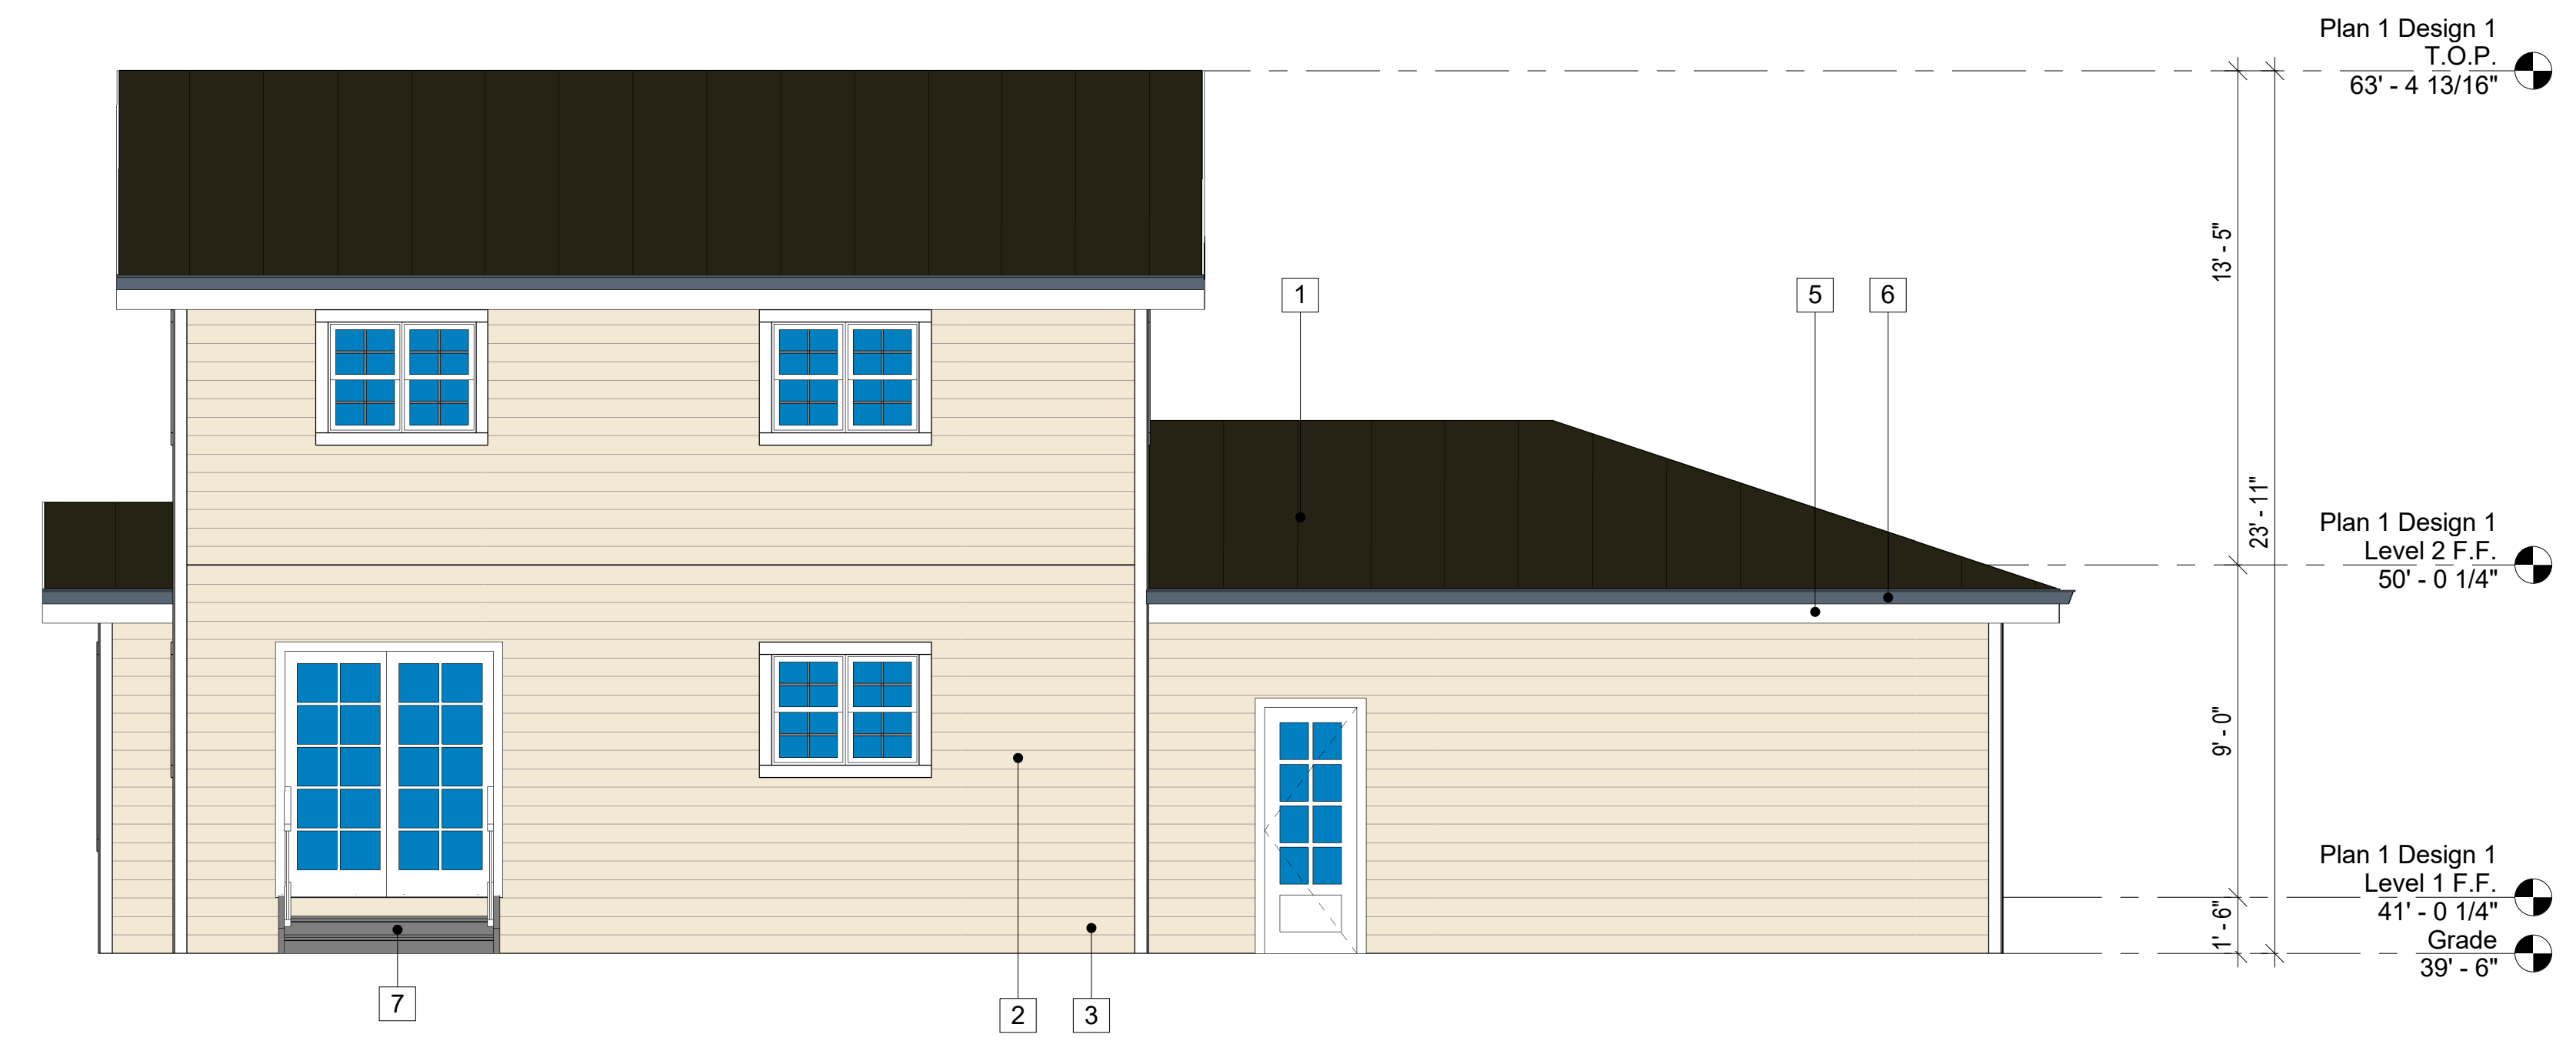 Plan 1 Design 1
T.O.P.
63' - 4 13/16"
13' - 5"
1
5
6
23' - 11"
Plan 1 Design 1
Level 2 F.F.
50' - 0 1/4"
9' - 0"
Plan 1 Design 1
Level 1 F.F.
41' - 0 1/4"
1' - 6"
Grade
39' - 6"
7
2
3